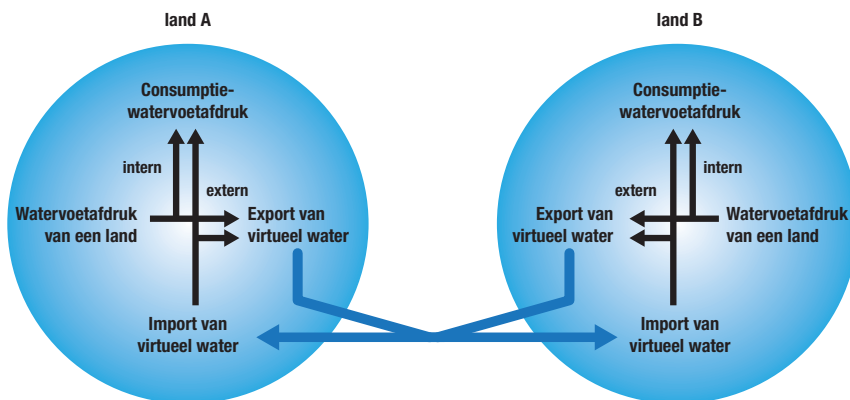 land A
Consumptie-
watervoetafdruk
intern
extern
Watervoetafdruk
van een land
Export van
virtueel water
Import van
virtueel water
land B
Consumptie-
watervoetafdruk
intern
extern
Export van
virtueel water
Watervoetafdruk
van een land
Import van
virtueel water